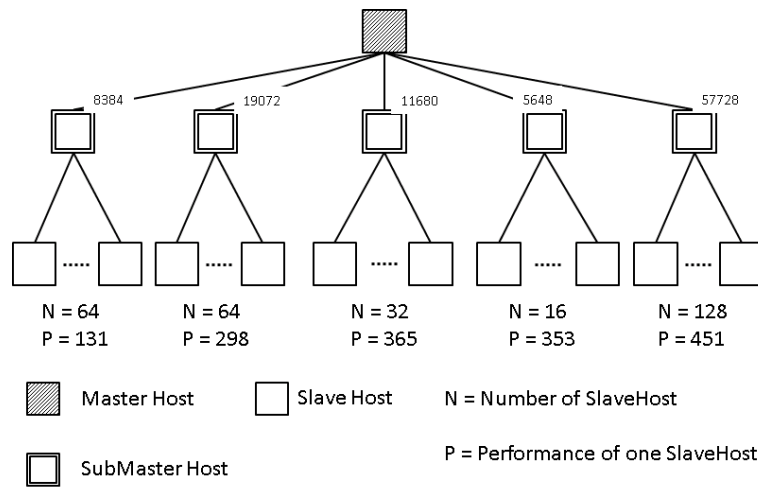 8384
19072
11680
5648
57728
..... ..... ..... ..... .....
N = 64
P = 131
N = 64
P = 298
N = 32
P = 365
N = 16
P = 353
N = 128
P = 451
Master Host
Slave Host
N = Number of SlaveHost
SubMaster Host
P = Performance of one SlaveHost